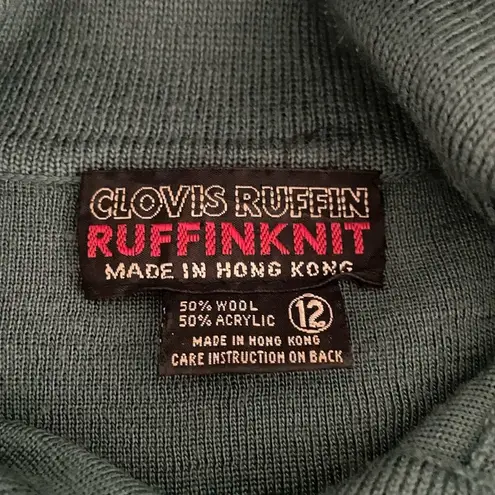 CLOVIS RUFFIN
RUFFINKNIT
MADE IN HONG KONG
50% WOOL
50% ACRYLIC
12
MADE IN HONG KONG
CARE INSTRUCTION ON BACK